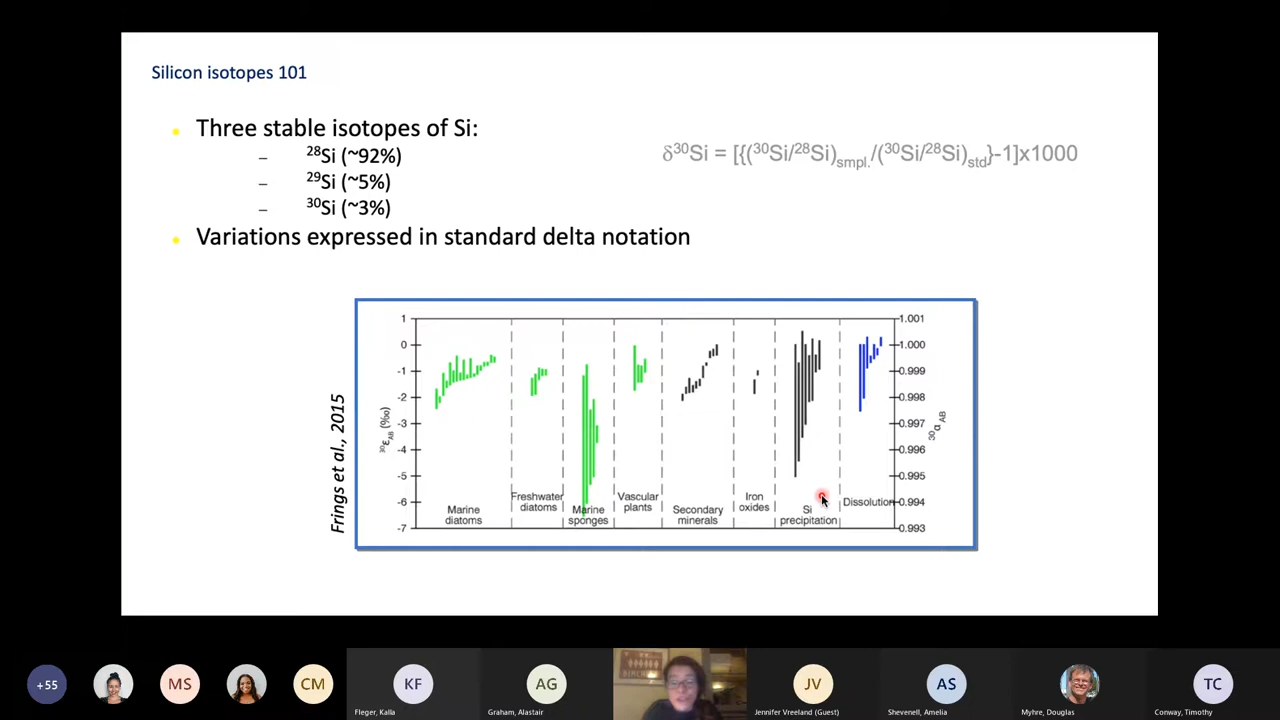 Silicon isotopes 101
• Three stable isotopes of Si:
– ²⁸Si (~92%)
– ²⁹Si (~5%)
– ³⁰Si (~3%)
δ³⁰Si = [{(³⁰Si/²⁸Si)smpl./(³⁰Si/²⁸Si)std}-1]x1000
• Variations expressed in standard delta notation
Frings et al., 2015
³⁰εAB (‰)
1
0
-1
-2
-3
-4
-5
-6
-7
Marine diatoms
Freshwater diatoms
Marine sponges
Vascular plants
Secondary minerals
Iron oxides
Si precipitation
Dissolution
1.001
1.000
0.999
0.998
0.997
0.996
0.995
0.994
0.993
³⁰αAB
+55
MS
CM
KF
Fleger, Kalla
AG
Graham, Alastair
JV
Jennifer Vreeland (Guest)
AS
Shevenell, Amelia
Myhre, Douglas
TC
Conway, Timothy